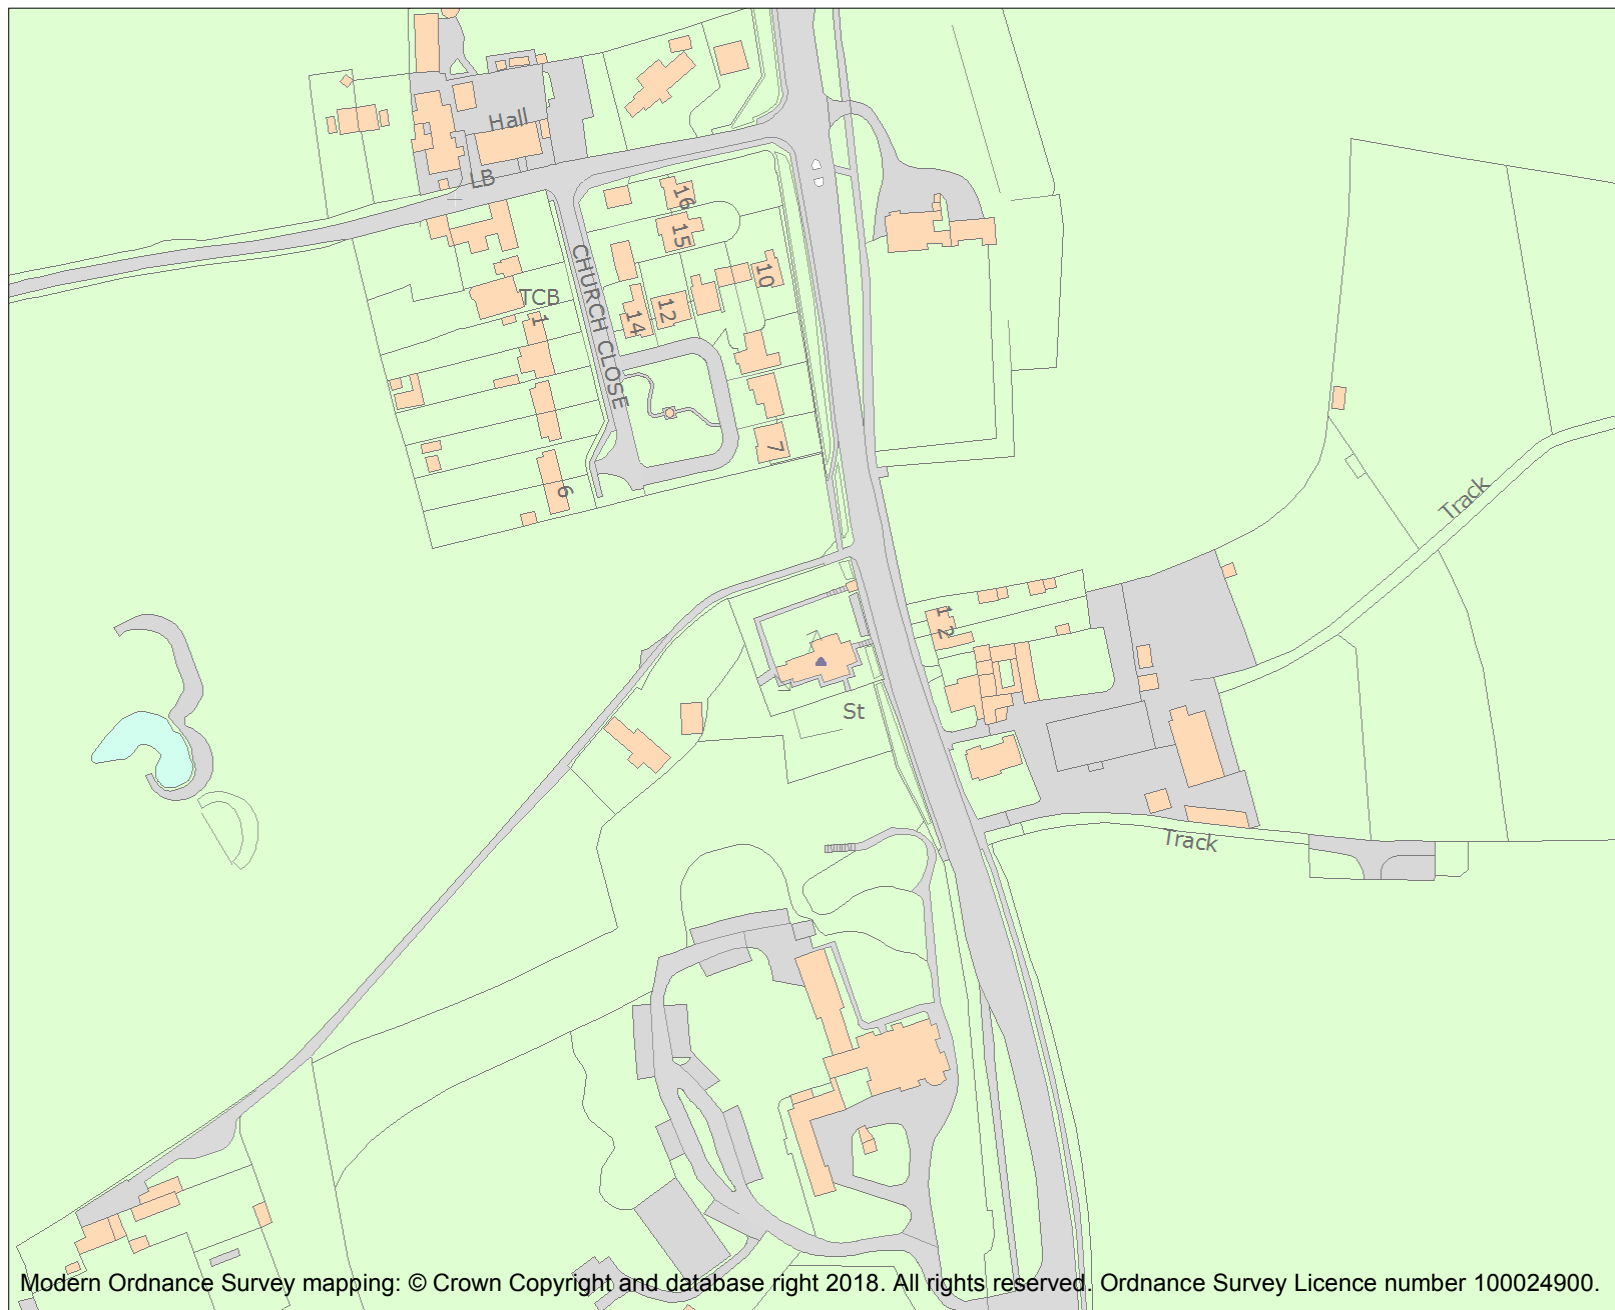 Hall
LB
16
15
CHURCH CLOSE
10
TCB
12
14
1
7
6
Track
1
2
St
Track
Modern Ordnance Survey mapping: © Crown Copyright and database right 2018. All rights reserved. Ordnance Survey Licence number 100024900.